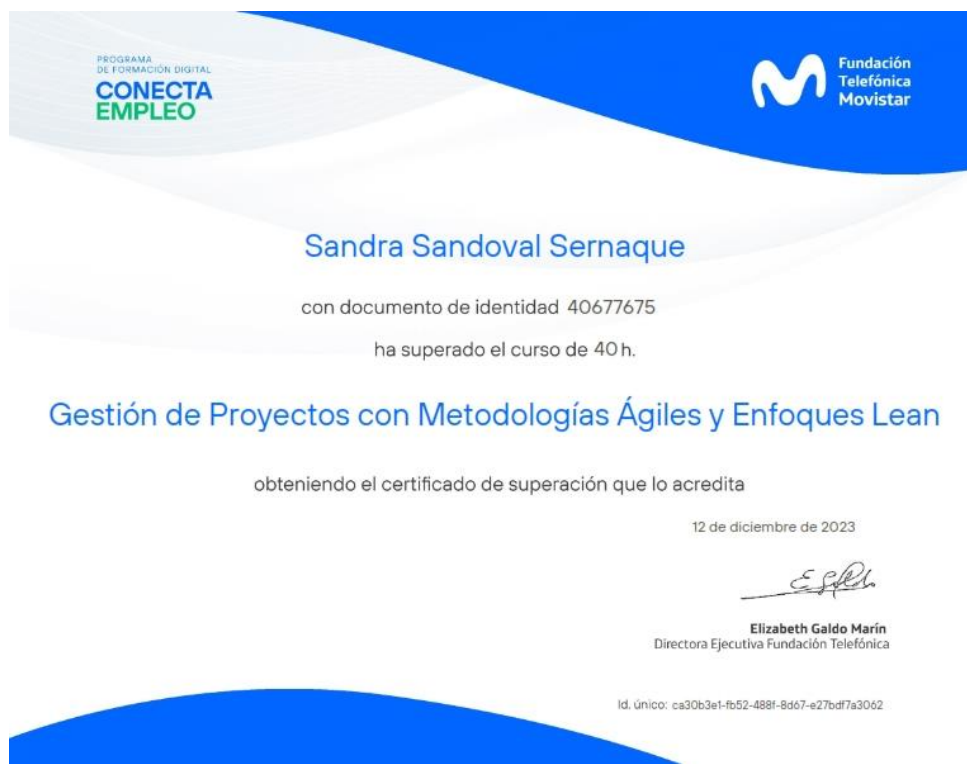 PROGRAMA
DE FORMACIÓN DIGITAL
CONECTA
EMPLEO
Fundación
Telefónica
Movistar
Sandra Sandoval Sernaque
con documento de identidad 40677675
ha superado el curso de 40 h.
Gestión de Proyectos con Metodologías Ágiles y Enfoques Lean
obteniendo el certificado de superación que lo acredita
12 de diciembre de 2023
Elizabeth Galdo Marín
Directora Ejecutiva Fundación Telefónica
Id. único: ca30b3e1-fb52-488f-8d67-e27bdf7a3062